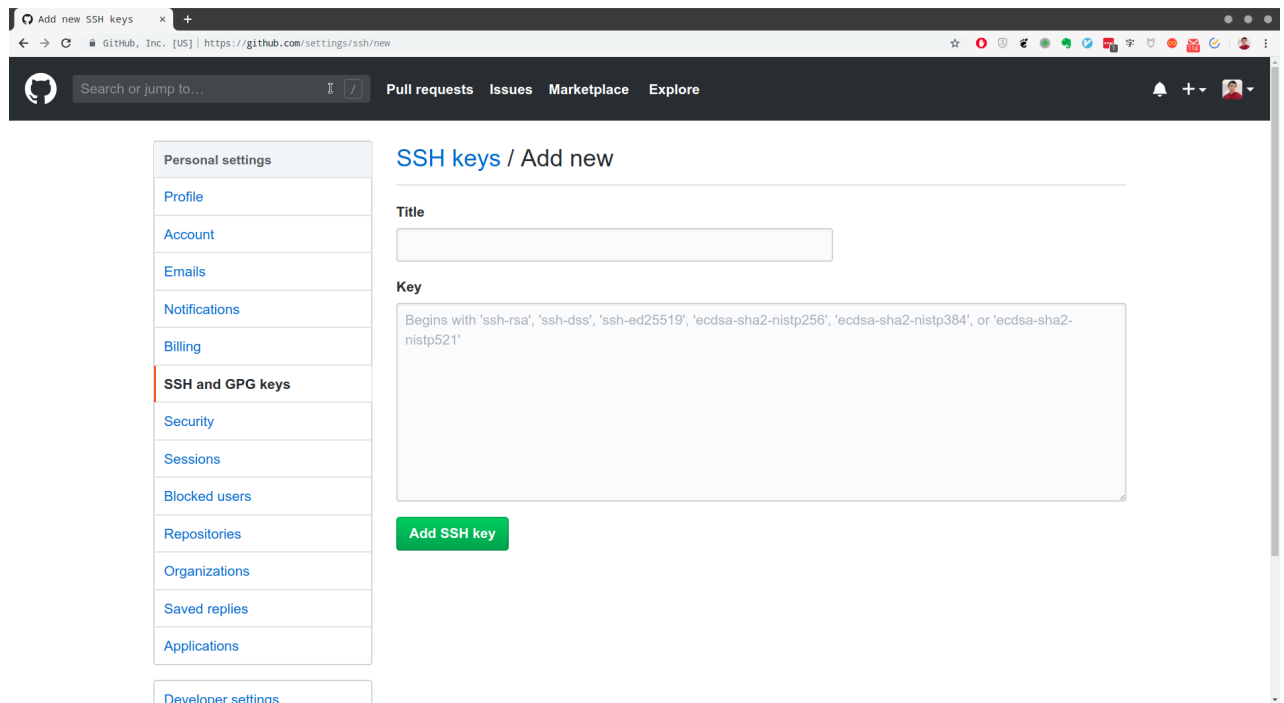 Add new SSH keys × +
GitHub, Inc. [US] | https://github.com/settings/ssh/new
Search or jump to… / Pull requests Issues Marketplace Explore
Personal settings
Profile
Account
Emails
Notifications
Billing
SSH and GPG keys
Security
Sessions
Blocked users
Repositories
Organizations
Saved replies
Applications
Developer settings
SSH keys / Add new
Title
Key
Begins with 'ssh-rsa', 'ssh-dss', 'ssh-ed25519', 'ecdsa-sha2-nistp256', 'ecdsa-sha2-nistp384', or 'ecdsa-sha2-
nistp521'
Add SSH key